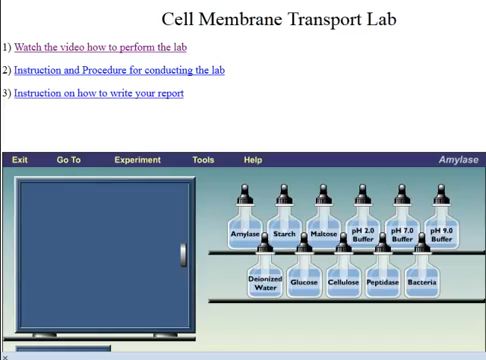 Cell Membrane Transport Lab
1) Watch the video how to perform the lab
2) Instruction and Procedure for conducting the lab
3) Instruction on how to write your report
Exit Go To Experiment Tools Help Amylase
Amylase Starch Maltose pH 2.0 Buffer pH 7.0 Buffer pH 9.0 Buffer
Deionized Water Glucose Cellulose Peptidase Bacteria